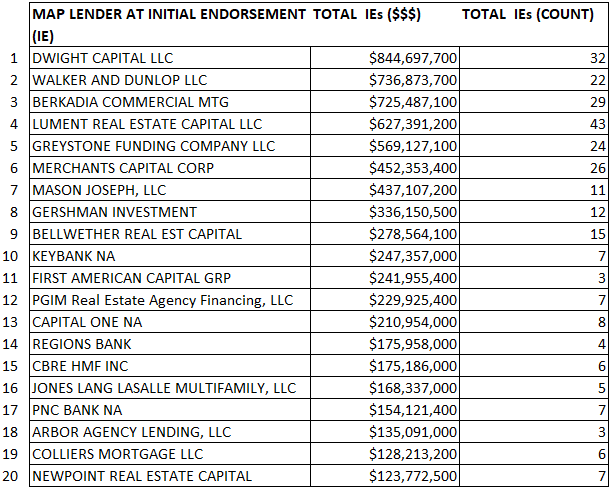 MAP LENDER AT INITIAL ENDORSEMENT (IE) TOTAL IEs ($$$) TOTAL IEs (COUNT)
1 DWIGHT CAPITAL LLC $844,697,700 32
2 WALKER AND DUNLOP LLC $736,873,700 22
3 BERKADIA COMMERCIAL MTG $725,487,100 29
4 LUMENT REAL ESTATE CAPITAL LLC $627,391,200 43
5 GREYSTONE FUNDING COMPANY LLC $569,127,100 24
6 MERCHANTS CAPITAL CORP $452,353,400 26
7 MASON JOSEPH, LLC $437,107,200 11
8 GERSHMAN INVESTMENT $336,150,500 12
9 BELLWETHER REAL EST CAPITAL $278,564,100 15
10 KEYBANK NA $247,357,000 7
11 FIRST AMERICAN CAPITAL GRP $241,955,400 3
12 PGIM Real Estate Agency Financing, LLC $229,925,400 7
13 CAPITAL ONE NA $210,954,000 8
14 REGIONS BANK $175,958,000 4
15 CBRE HMF INC $175,186,000 6
16 JONES LANG LASALLE MULTIFAMILY, LLC $168,337,000 5
17 PNC BANK NA $154,121,400 7
18 ARBOR AGENCY LENDING, LLC $135,091,000 3
19 COLLIERS MORTGAGE LLC $128,213,200 6
20 NEWPOINT REAL ESTATE CAPITAL $123,772,500 7